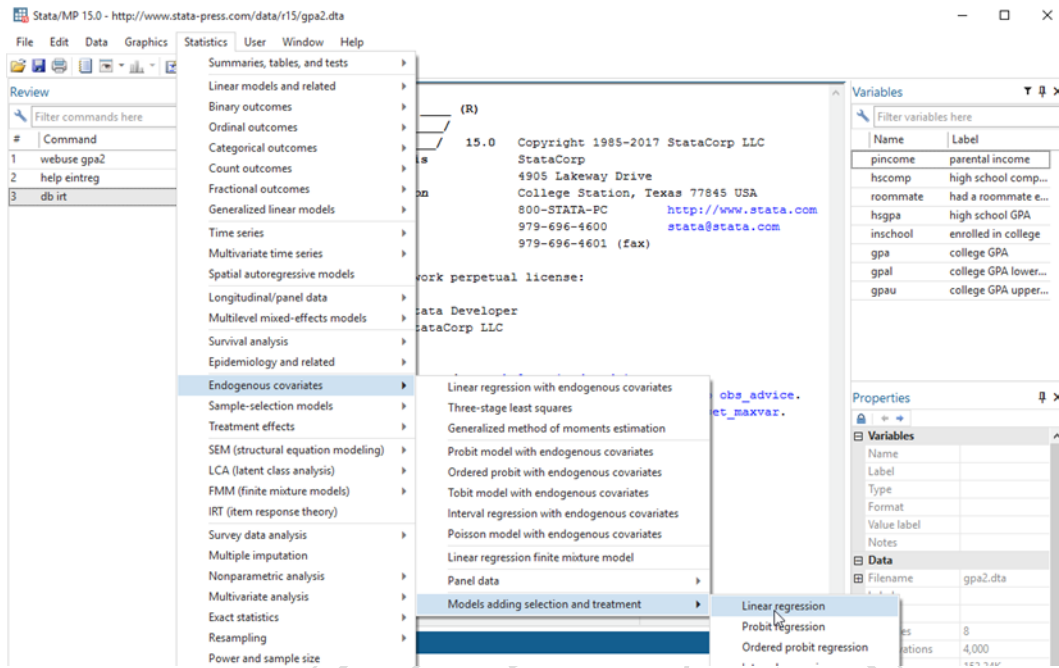 Stata/MP 15.0 - http://www.stata-press.com/data/r15/gpa2.dta
File Edit Data Graphics Statistics User Window Help
Review
Filter commands here
# Command
1 webuse gpa2
2 help eintreg
3 db irt
Summaries, tables, and tests
Linear models and related
Binary outcomes
Ordinal outcomes
Categorical outcomes
Count outcomes
Fractional outcomes
Generalized linear models
Time series
Multivariate time series
Spatial autoregressive models
Longitudinal/panel data
Multilevel mixed-effects models
Survival analysis
Epidemiology and related
Endogenous covariates
Sample-selection models
Treatment effects
SEM (structural equation modeling)
LCA (latent class analysis)
FMM (finite mixture models)
IRT (item response theory)
Survey data analysis
Multiple imputation
Nonparametric analysis
Multivariate analysis
Exact statistics
Resampling
Power and sample size
(R)
15.0 Copyright 1985-2017 StataCorp LLC
is StataCorp
4905 Lakeway Drive
on College Station, Texas 77845 USA
800-STATA-PC http://www.stata.com
979-696-4600 stata@stata.com
979-696-4601 (fax)
work perpetual license:
tata Developer
tataCorp LLC
obs_advice.
et_maxvar.
Linear regression with endogenous covariates
Three-stage least squares
Generalized method of moments estimation
Probit model with endogenous covariates
Ordered probit with endogenous covariates
Tobit model with endogenous covariates
Interval regression with endogenous covariates
Poisson model with endogenous covariates
Linear regression finite mixture model
Panel data
Models adding selection and treatment
Linear regression
Probit regression
Ordered probit regression
Variables
Filter variables here
Name Label
pincome parental income
hscomp high school comp...
roommate had a roommate e...
hsgpa high school GPA
inschool enrolled in college
gpa college GPA
gpal college GPA lower...
gpau college GPA upper...
Properties
Variables
Name
Label
Type
Format
Value label
Notes
Data
Filename gpa2.dta
es 8
ations 4,000